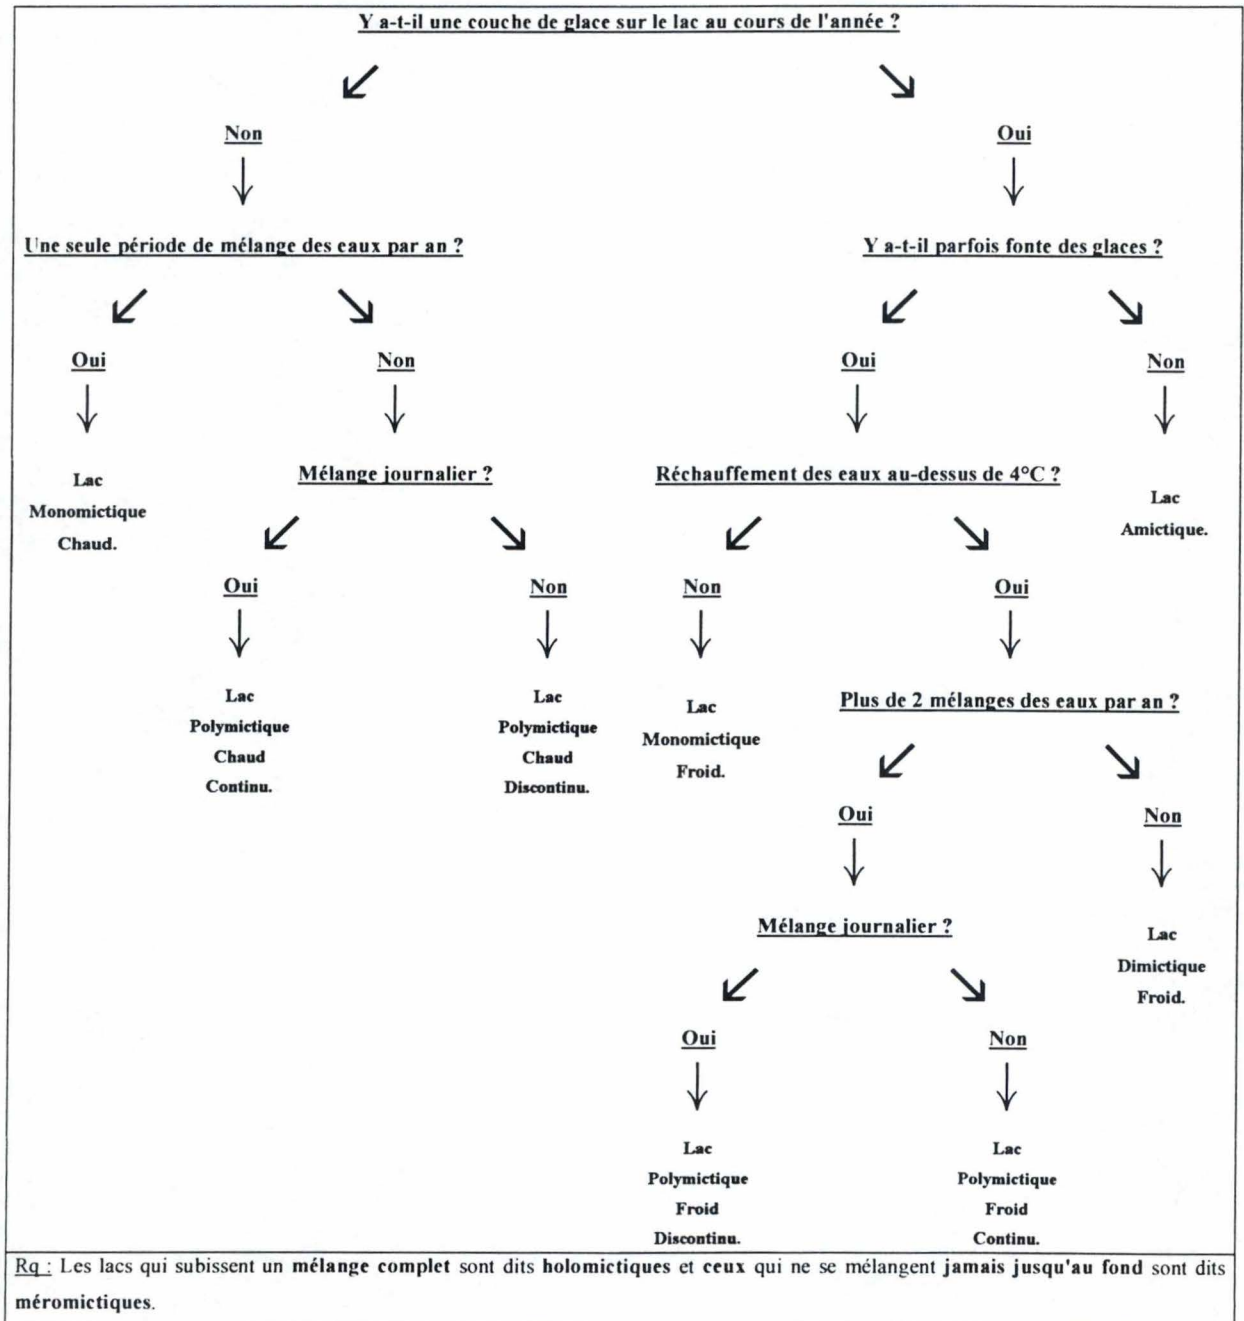 Y a-t-il une couche de glace sur le lac au cours de l'année ?
Non
Oui
Une seule période de mélange des eaux par an ?
Y a-t-il parfois fonte des glaces ?
Oui
Non
Oui
Non
Lac
Monomictique
Chaud.
Mélange journalier ?
Réchauffement des eaux au-dessus de 4°C ?
Lac
Amictique.
Oui
Non
Non
Oui
Lac
Polymictique
Chaud
Continu.
Lac
Polymictique
Chaud
Discontinu.
Lac
Monomictique
Froid.
Plus de 2 mélanges des eaux par an ?
Oui
Non
Mélange journalier ?
Lac
Dimictique
Froid.
Oui
Non
Lac
Polymictique
Froid
Discontinu.
Lac
Polymictique
Froid
Continu.
Rq : Les lacs qui subissent un mélange complet sont dits holomictiques et ceux qui ne se mélangent jamais jusqu'au fond sont dits
méromictiques.